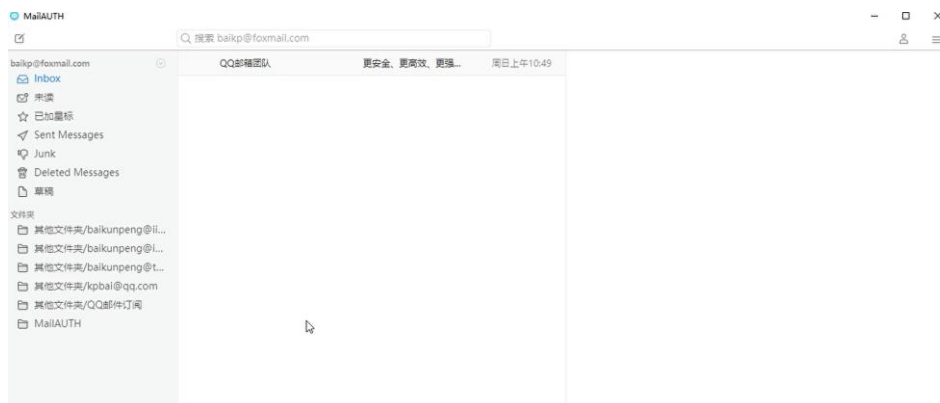 MailAUTH
搜索 baikp@foxmail.com
baikp@foxmail.com
Inbox
未读
已加星标
Sent Messages
Junk
Deleted Messages
草稿
文件夹
其他文件夹/baikunpeng@ii...
其他文件夹/baikunpeng@i...
其他文件夹/baikunpeng@t...
其他文件夹/kpbai@qq.com
其他文件夹/QQ邮件订阅
MailAUTH
QQ邮箱团队 更安全、更高效、更强... 周日上午10:49